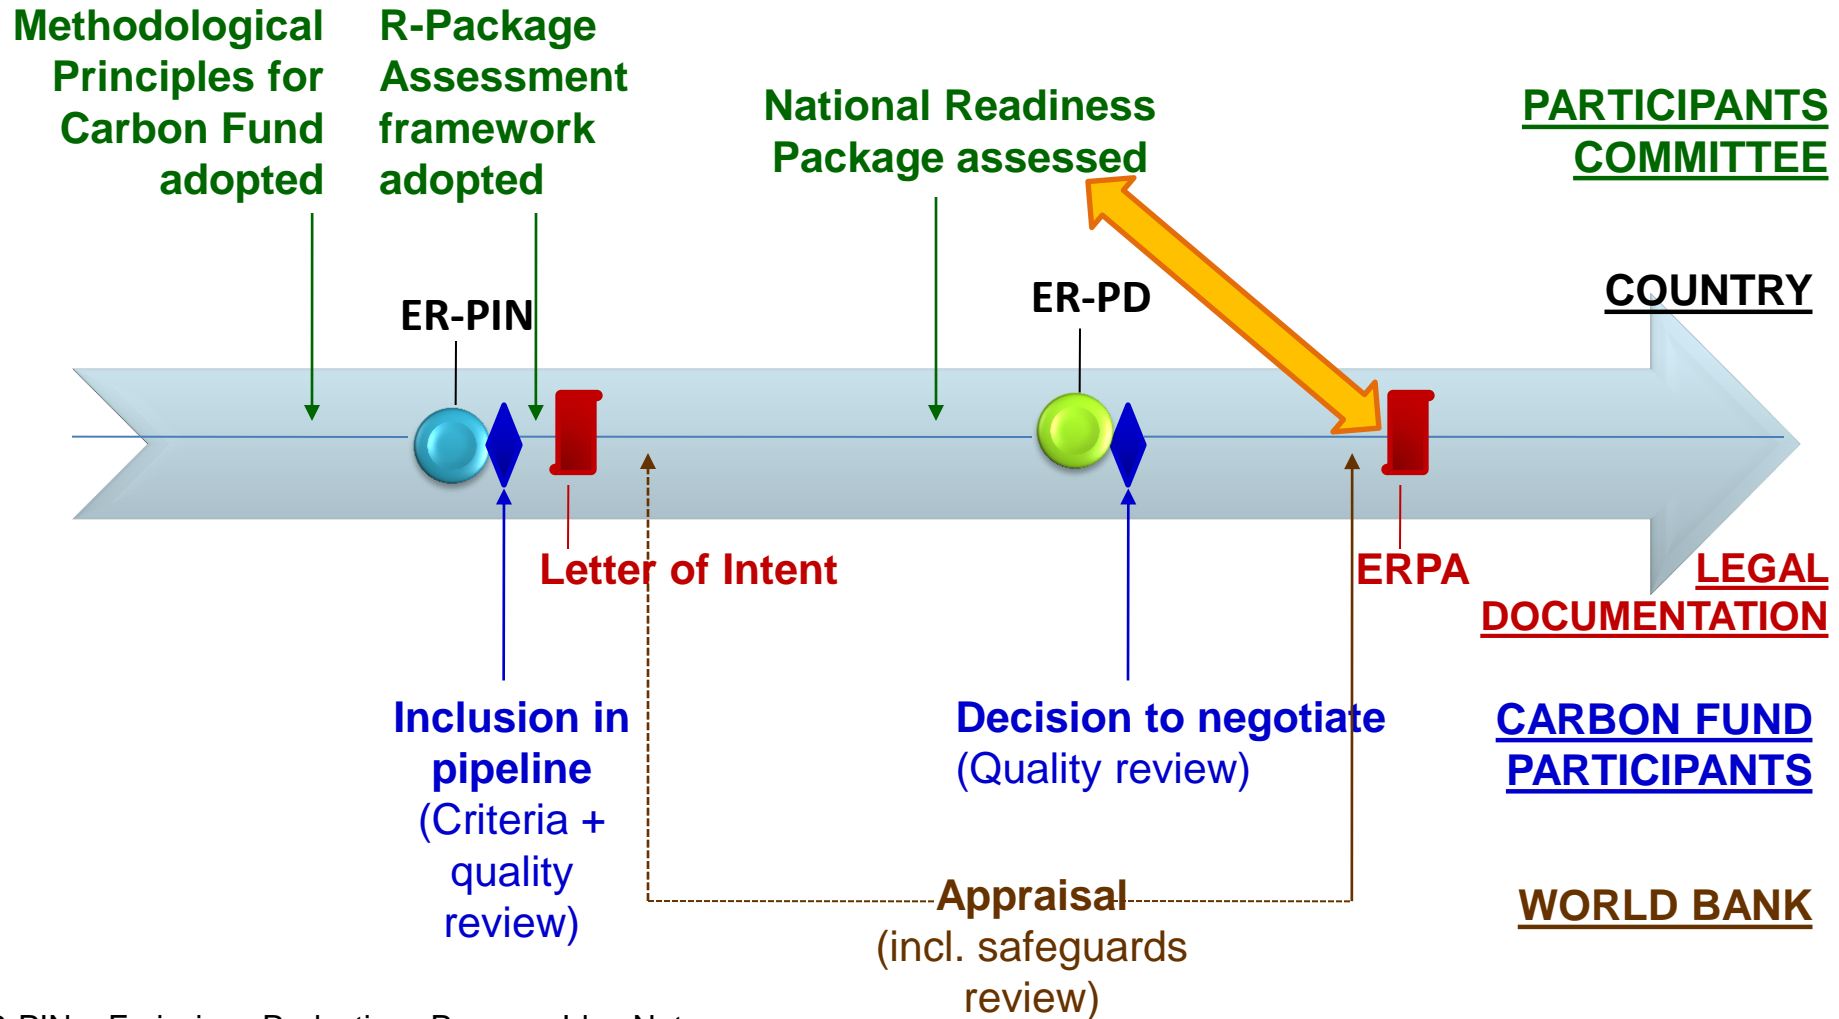 Methodological
Principles for
Carbon Fund
adopted
R-Package
Assessment
framework
adopted
National Readiness
Package assessed
PARTICIPANTS
COMMITTEE
COUNTRY
ER-PIN
ER-PD
Letter of Intent
ERPA
LEGAL
DOCUMENTATION
Inclusion in
pipeline
(Criteria +
quality
review)
Decision to negotiate
(Quality review)
CARBON FUND
PARTICIPANTS
Appraisal
(incl. safeguards
review)
WORLD BANK